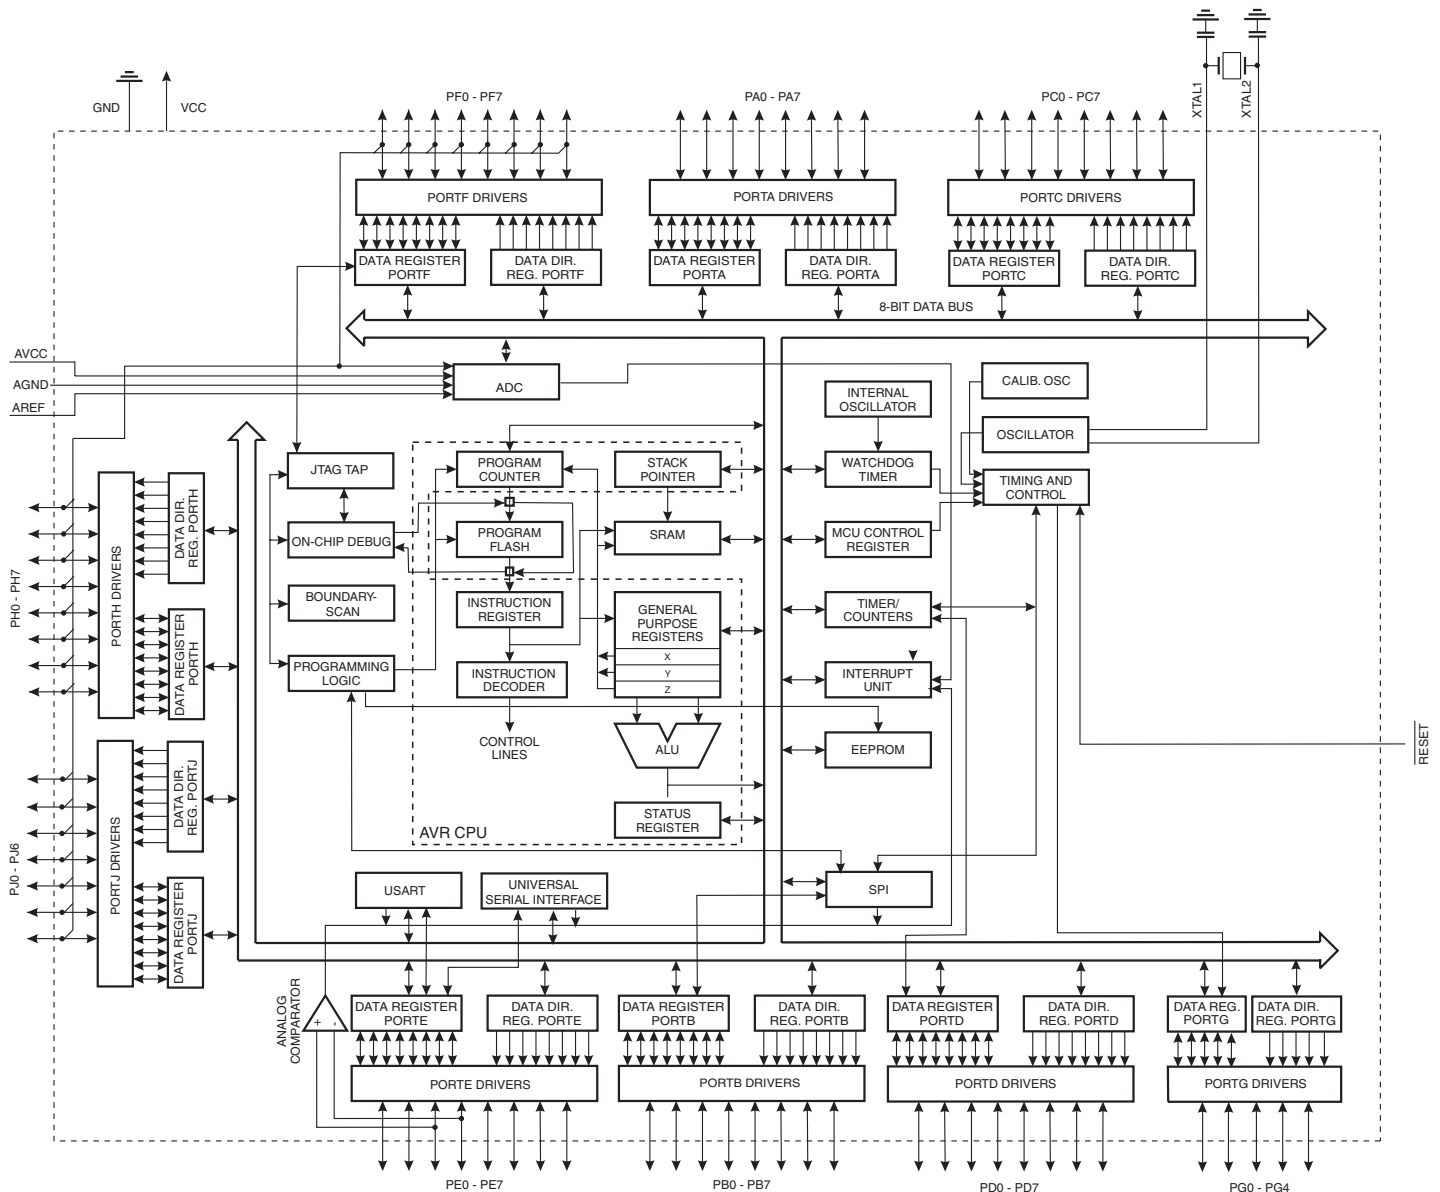 XTAL1
XTAL2
GND
VCC
PF0 - PF7
PA0 - PA7
PC0 - PC7
PORTF DRIVERS
PORTA DRIVERS
PORTC DRIVERS
DATA REGISTER
PORTF
DATA DIR.
REG. PORTF
DATA REGISTER
PORTA
DATA DIR.
REG. PORTA
DATA REGISTER
PORTC
DATA DIR.
REG. PORTC
8-BIT DATA BUS
AVCC
AGND
AREF
ADC
CALIB. OSC
INTERNAL
OSCILLATOR
OSCILLATOR
JTAG TAP
PROGRAM
COUNTER
STACK
POINTER
WATCHDOG
TIMER
TIMING AND
CONTROL
ON-CHIP DEBUG
PROGRAM
FLASH
SRAM
MCU CONTROL
REGISTER
BOUNDARY-
SCAN
INSTRUCTION
REGISTER
GENERAL
PURPOSE
REGISTERS
X
Y
Z
TIMER/
COUNTERS
PROGRAMMING
LOGIC
INSTRUCTION
DECODER
INTERRUPT
UNIT
CONTROL
LINES
ALU
EEPROM
RESET
STATUS
REGISTER
AVR CPU
PH0 - PH7
PORTH DRIVERS
DATA DIR.
REG. PORTH
DATA REGISTER
PORTH
PJ0 - PJ6
PORTJ DRIVERS
DATA DIR.
REG. PORTJ
DATA REGISTER
PORTJ
USART
UNIVERSAL
SERIAL INTERFACE
SPI
ANALOG
COMPARATOR
+
-
DATA REGISTER
PORTE
DATA DIR.
REG. PORTE
DATA REGISTER
PORTB
DATA DIR.
REG. PORTB
DATA REGISTER
PORTD
DATA DIR.
REG. PORTD
DATA REG.
PORTG
DATA DIR.
REG. PORTG
PORTE DRIVERS
PORTB DRIVERS
PORTD DRIVERS
PORTG DRIVERS
PE0 - PE7
PB0 - PB7
PD0 - PD7
PG0 - PG4